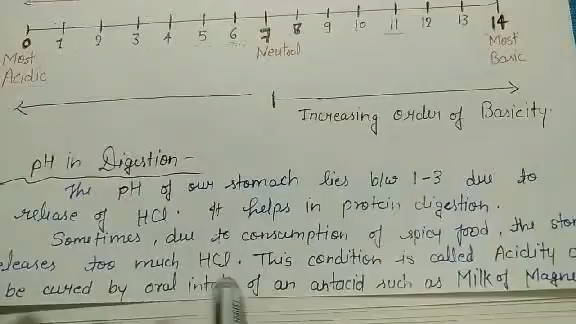 0 1 2 3 4 5 6 7 8 9 10 11 12 13 14
Most Acidic Neutral Most Basic
Increasing order of Basicity.
pH in Digestion -
The pH of our stomach lies b/w 1-3 due to
release of HCl. It helps in protein digestion.
Sometimes, due to consumption of spicy food, the
too much HCl. This condition is called Acidity
be cured by oral of an antacid such as Milk of